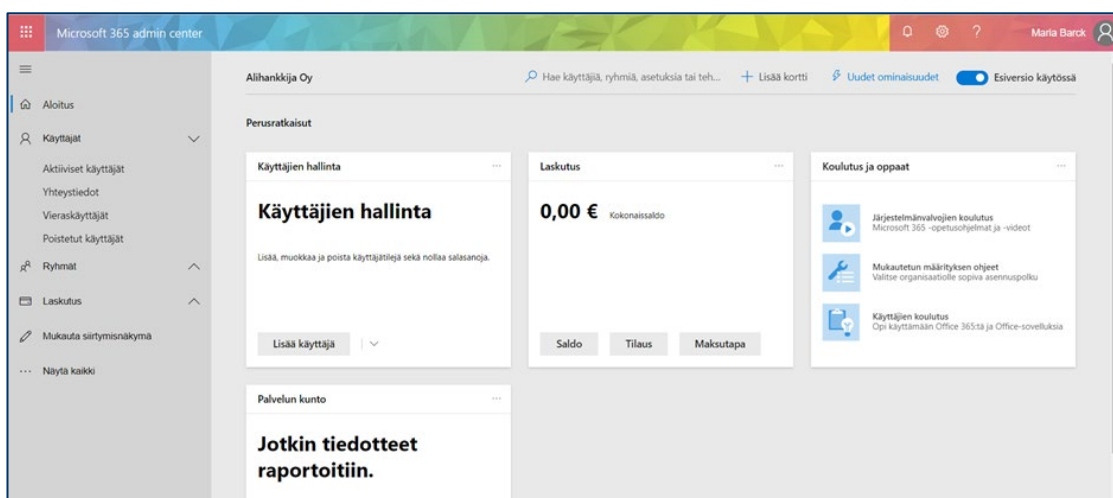 Microsoft 365 admin center
?
Maria Barck
Alihankkija Oy
Hae käyttäjiä, ryhmiä, asetuksia tai teh...
Lisää kortti
Uudet ominaisuudet
Esiversio käytössä
Aloitus
Käyttäjät
Aktiiviset käyttäjät
Yhteystiedot
Vieraskäyttäjät
Poistetut käyttäjät
Ryhmät
Laskutus
Mukauta siirtymisnäkymä
Näytä kaikki
Perusratkaisut
Käyttäjien hallinta
Käyttäjien hallinta
Lisää, muokkaa ja poista käyttäjätilejä sekä nollaa salasanoja.
Lisää käyttäjä
Laskutus
0,00 € Kokonaissaldo
Saldo Tilaus Maksutapa
Koulutus ja oppaat
Järjestelmänvalvojien koulutus
Microsoft 365 -opetusohjelmat ja -videot
Mukautetun määrityksen ohjeet
Valitse organisaatiolle sopiva asennuspolku
Käyttäjien koulutus
Opi käyttämään Office 365:tä ja Office-sovelluksia
Palvelun kunto
Jotkin tiedotteet
raportoitiin.